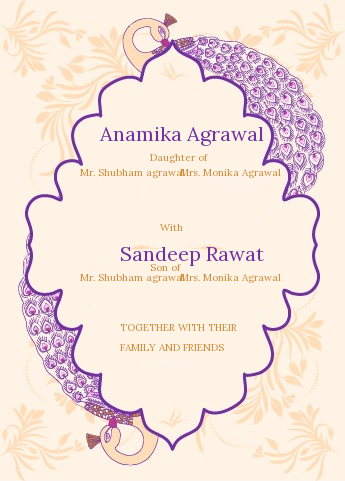 Anamika Agrawal
Daughter of
Mr. Shubham agrawal Mrs. Monika Agrawal
With
Sandeep Rawat
Son of
Mr. Shubham agrawal Mrs. Monika Agrawal
TOGETHER WITH THEIR
FAMILY AND FRIENDS